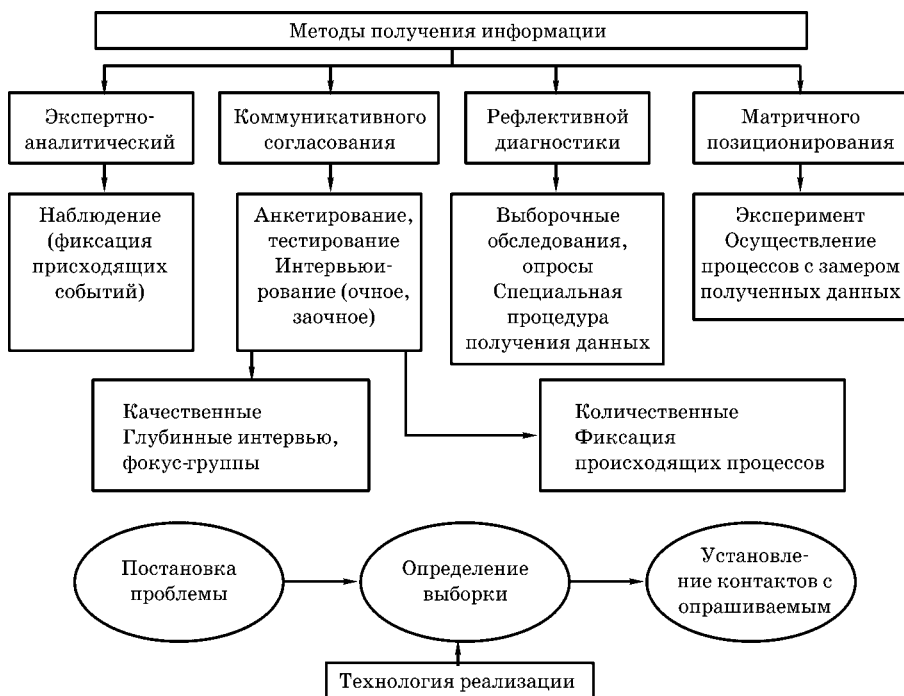 Методы получения информации
Экспертно-
аналитический
Коммуникативного
согласования
Рефлективной
диагностики
Матричного
позиционирования
Наблюдение
(фиксация
присходящих
событий)
Анкетирование,
тестирование
Интервьюи-
рование (очное,
заочное)
Выборочные
обследования,
опросы
Специальная
процедура
получения данных
Эксперимент
Осуществление
процессов с замером
полученных данных
Качественные
Глубинные интервью,
фокус-группы
Количественные
Фиксация
происходящих процессов
Постановка
проблемы
Определение
выборки
Установле-
ние контактов с
опрашиваемым
Технология реализации